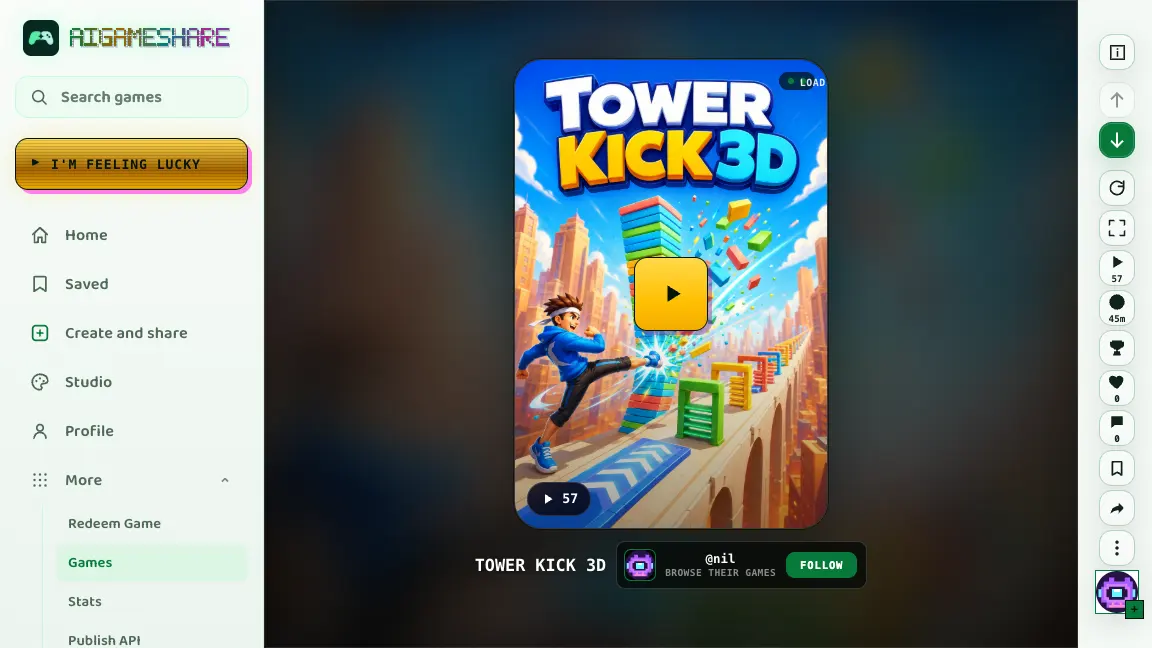 AIGAMESHARE
Search games
I'M FEELING LUCKY
Home
Saved
Create and share
Studio
Profile
More
Redeem Game
Games
Stats
Publish API
LOAD
TOWER
KICK 3D
57
TOWER KICK 3D
@nil
BROWSE THEIR GAMES
FOLLOW
57
45m
0
0